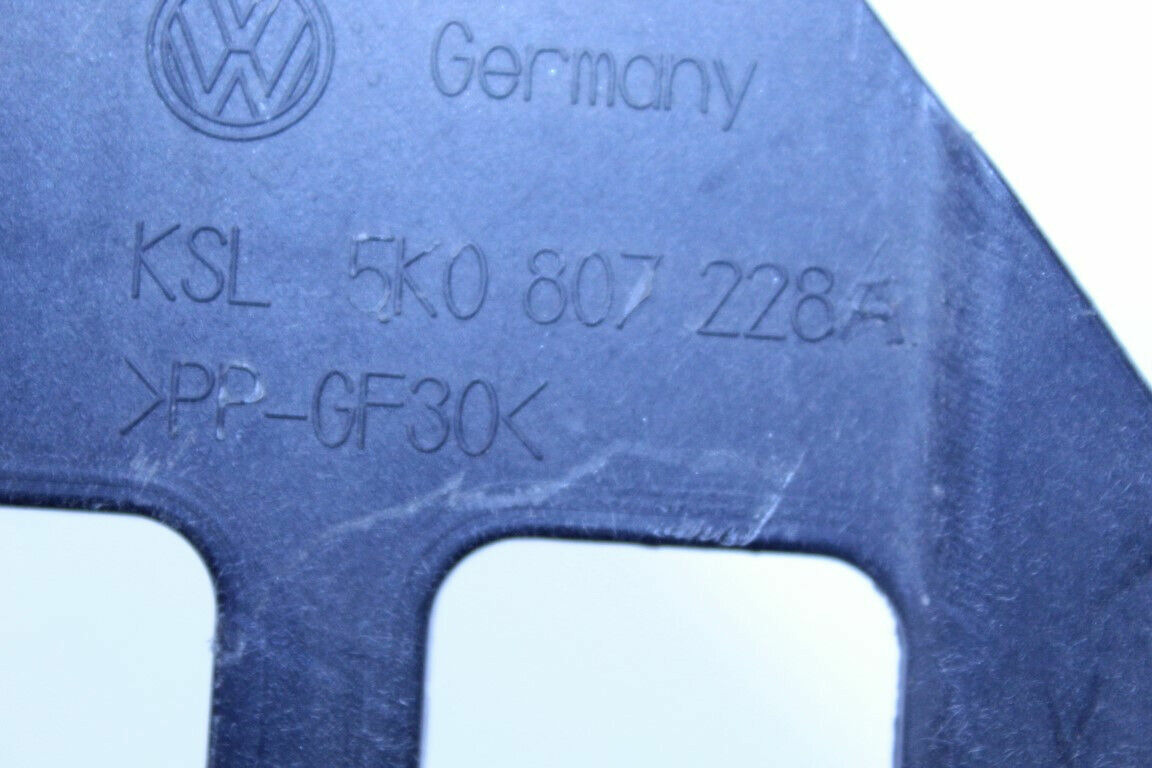 Germany
KSL 5K0 807 228A
>PP-GF30<